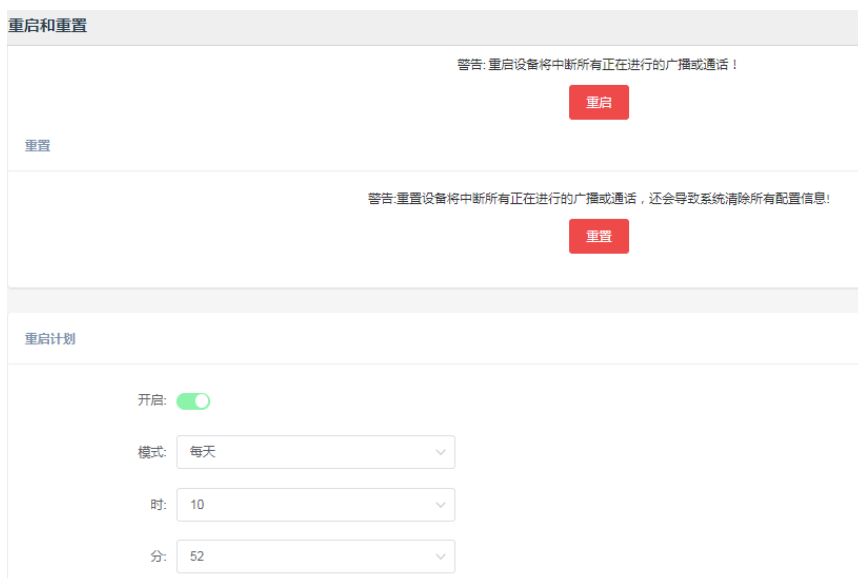 重启和重置
警告: 重启设备将中断所有正在进行的广播或通话！
重启
重置
警告:重置设备将中断所有正在进行的广播或通话，还会导致系统清除所有配置信息!
重置
重启计划
开启:
模式: 每天
时: 10
分: 52